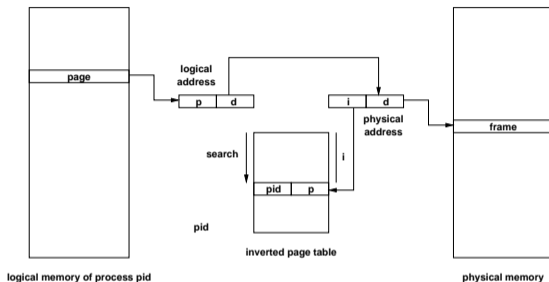 logical
address
page
p d
i d
physical
address
frame
search
i
pid p
pid
inverted page table
logical memory of process pid
physical memory